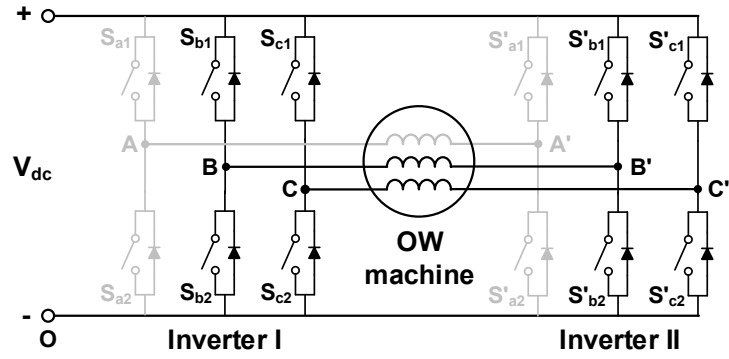 +
Sa1 Sb1 Sc1 S'a1 S'b1 S'c1
A A'
Vdc B B'
C C'
OW
machine
Sa2 Sb2 Sc2 S'a2 S'b2 S'c2
-
O Inverter I Inverter II